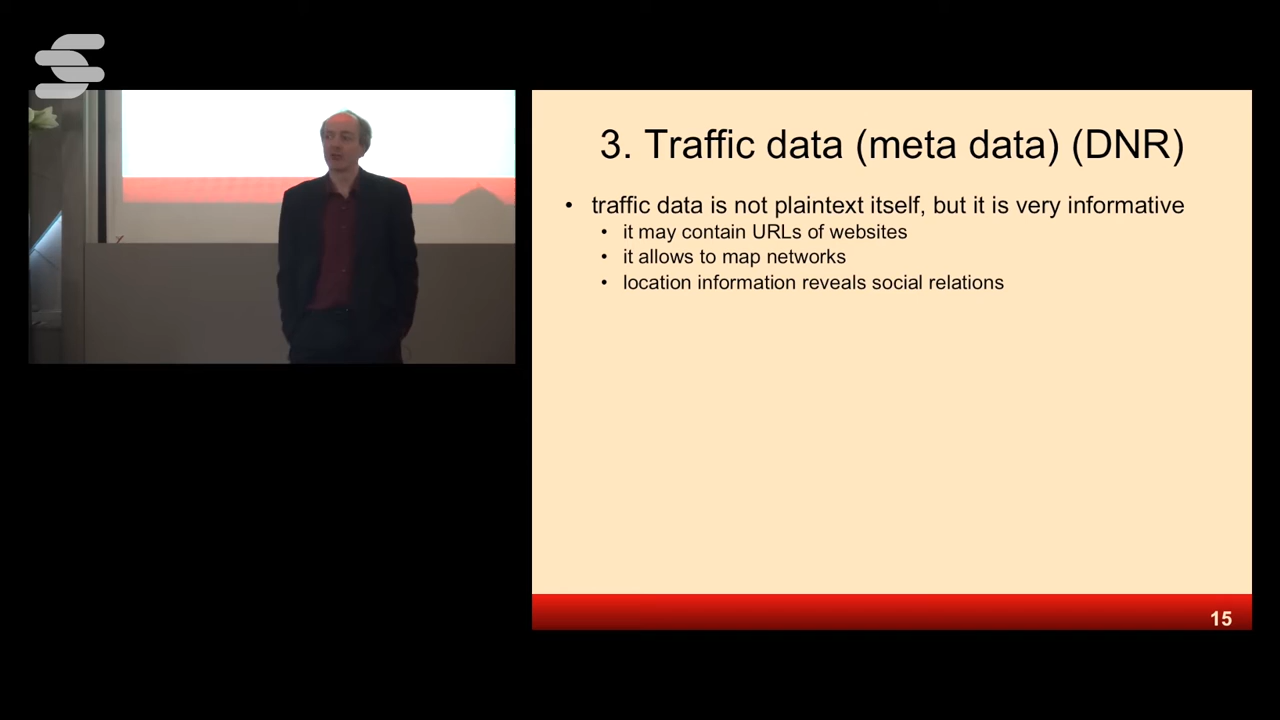 3. Traffic data (meta data) (DNR)
• traffic data is not plaintext itself, but it is very informative
• it may contain URLs of websites
• it allows to map networks
• location information reveals social relations
15